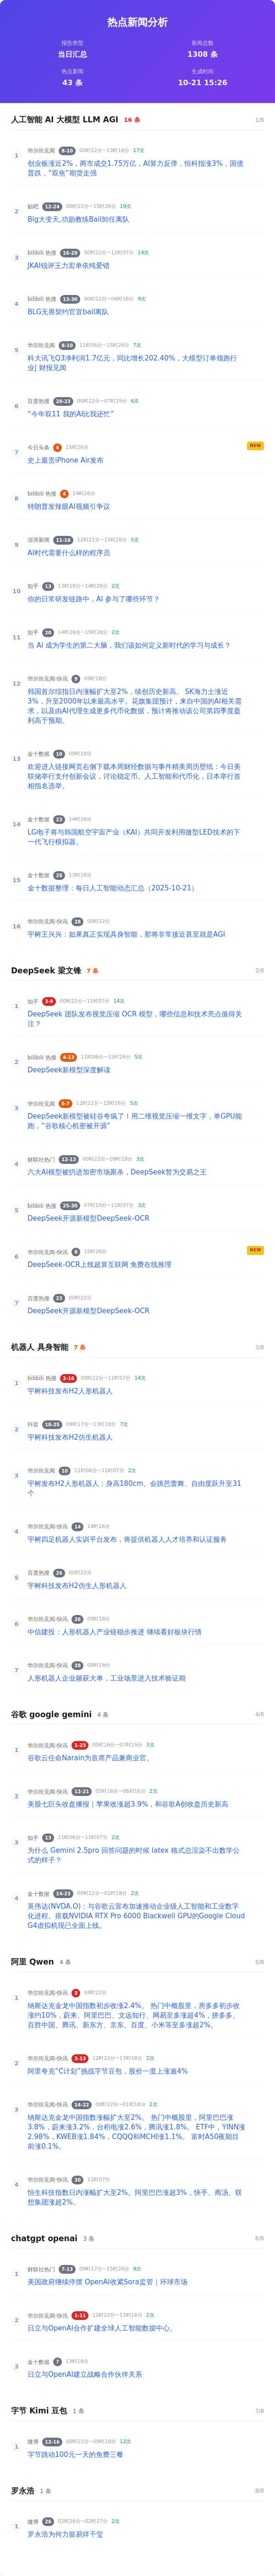 热点新闻分析
报告类型
新闻总数
当日汇总
1308 条
热点新闻
生成时间
43 条
10-21 15:26
人工智能 AI 大模型 LLM AGI 16 条 1/8
1
华尔街见闻 8-10 00时22分~13时18分 17次
创业板涨近2%，两市成交1.75万亿，AI算力反弹，恒科指涨3%，国债
普跌，“双焦”期货走强
2
贴吧 12-24 00时22分~15时26分 19次
Blg大变天,功勋教练Bail卸任离队
3
bilibili 热搜 16-29 00时22分~11时07分 14次
JKAI锐评王力宏单依纯爱错
4
bilibili 热搜 13-30 00时22分~06时16分 9次
BLG无畏契约官宣bail离队
5
华尔街见闻 8-10 11时06分~15时26分 7次
科大讯飞Q3净利润1.7亿元，同比增长202.40%，大模型订单领跑行
业| 财报见闻
6
百度热搜 20-23 00时22分~07时19分 6次
“今年双11 我的AI比我还忙”
7
今日头条 4 15时26分 NEW
史上最贵iPhone Air发布
8
bilibili 热搜 4 14时26分
特朗普发辣眼AI视频引争议
9
澎湃新闻 11-16 12时21分~15时26分 5次
AI时代需要什么样的程序员
10
知乎 13 13时18分~14时26分 2次
你的日常研发链路中，AI 参与了哪些环节？
11
知乎 20 14时26分~15时26分 2次
当 AI 成为学生的第二大脑，我们该如何定义新时代的学习与成长？
12
华尔街见闻-快讯 9 09时18分
韩国首尔综指日内涨幅扩大至2%，续创历史新高。 SK海力士涨近
3%，升至2000年以来最高水平。花旗集团预计，来自中国的AI相关需
求，以及由AI代理生成更多代币化数据，预计将推动该公司第四季度盈
利高于预期。
13
金十数据 10 09时18分
欢迎进入链接网页右侧下载本周财经数据与事件精美周历壁纸：今日美
联储举行支付创新会议，讨论稳定币、人工智能和代币化，日本举行首
相指名选举。
14
金十数据 23 14时26分
LG电子将与韩国航空宇宙产业（KAI）共同开发利用微型LED技术的下
一代飞行模拟器。
15
金十数据 28 13时18分
金十数据整理：每日人工智能动态汇总（2025-10-21）
16
华尔街见闻-快讯 28 00时22分
宇树王兴兴：如果真正实现具身智能，那将非常接近甚至就是AGI
DeepSeek 梁文锋 7 条 2/8
1
知乎 3-9 00时22分~11时07分 14次
DeepSeek 团队发布视觉压缩 OCR 模型，哪些信息和技术亮点值得关
注？
2
bilibili 热搜 4-13 11时06分~15时26分 5次
DeepSeek新模型深度解读
3
华尔街见闻 5-7 12时21分~15时26分 5次
DeepSeek新模型被硅谷夸疯了！用二维视觉压缩一维文字，单GPU能
跑，“谷歌核心机密被开源”
4
财联社热门 12-13 00时22分~09时18分 3次
六大AI模型被扔进加密市场厮杀，DeepSeek暂为交易之王
5
bilibili 热搜 25-30 07时19分~11时07分 3次
DeepSeek开源新模型DeepSeek-OCR
6
华尔街见闻-快讯 8 15时26分 NEW
DeepSeek-OCR上线超算互联网 免费在线推理
7
百度热搜 23 00时22分
DeepSeek开源新模型DeepSeek-OCR
机器人 具身智能 7 条 3/8
1
bilibili 热搜 3-16 00时22分~11时07分 14次
宇树科技发布H2人形机器人
2
抖音 18-25 09时17分~13时18分 7次
宇树科技发布H2仿生机器人
3
华尔街见闻 10 11时06分~11时07分 2次
宇树发布H2人形机器人：身高180cm、会跳芭蕾舞、自由度跃升至31
个
4
华尔街见闻-快讯 14 14时26分
宇树四足机器人实训平台发布，将提供机器人人才培养和认证服务
5
百度热搜 26 00时22分
宇树科技发布H2仿生人形机器人
6
华尔街见闻-快讯 26 09时18分
中信建投：人形机器人产业链稳步推进 继续看好板块行情
7
华尔街见闻-快讯 28 09时18分
人形机器人企业频获大单，工业场景进入技术验证期
谷歌 google gemini 4 条 4/8
1
华尔街见闻-快讯 1-23 05时16分~07时19分 3次
谷歌云任命Narain为首席产品兼商业官。
2
华尔街见闻-快讯 12-21 05时16分~06时16分 2次
美股七巨头收盘播报｜苹果收涨超3.9%，和谷歌A创收盘历史新高
3
知乎 13 11时06分~11时07分 2次
为什么 Gemini 2.5pro 回答问题的时候 latex 格式总渲染不出数学公
式的样子？
4
金十数据 14-23 00时22分~01时18分 2次
英伟达(NVDA.O)：与谷歌云宣布加速推动企业级人工智能和工业数字
化进程。搭载NVIDIA RTX Pro 6000 Blackwell GPU的Google Cloud
G4虚拟机现已全面上线。
阿里 Qwen 4 条 5/8
1
华尔街见闻-快讯 3 04时22分
纳斯达克金龙中国指数初步收涨2.4%。 热门中概股里，房多多初步收
涨约10%，蔚来、阿里巴巴、文远知行、网易至多涨超4%，拼多多、
百胜中国、腾讯、新东方、京东、百度、小米等至多涨超2%。
2
华尔街见闻-快讯 3-13 12时22分~13时18分 2次
阿里夸克“C计划”挑战字节豆包，股价一度上涨逾4%
3
华尔街见闻-快讯 14-22 00时22分~01时18分 2次
纳斯达克金龙中国指数涨幅扩大至2%。 热门中概股里，阿里巴巴涨
3.8%，蔚来涨3.2%，台积电涨2.6%，腾讯涨1.8%。 ETF中，YINN涨
2.98%，KWEB涨1.84%，CQQQ和MCHI涨1.1%。 富时A50夜期目
前涨0.1%。
4
华尔街见闻-快讯 30 11时07分
恒生科技指数日内涨幅扩大至2%。阿里巴巴涨超3%，快手、商汤、联
想集团涨超2%。
chatgpt openai 3 条 6/8
1
财联社热门 7-13 09时17分~15时26分 9次
美国政府继续停摆 OpenAI收紧Sora监管｜环球市场
2
华尔街见闻-快讯 1-11 12时22分~13时18分 2次
日立与OpenAI合作扩建全球人工智能数据中心。
3
金十数据 7 13时18分
日立与OpenAI建立战略合作伙伴关系
字节 Kimi 豆包 1 条 7/8
1
微博 12-16 00时22分~09时18分 12次
字节跳动100元一天的免费三餐
罗永浩 1 条 8/8
1
微博 26 02时26分~02时27分 2次
罗永浩为何力挺易烊千玺